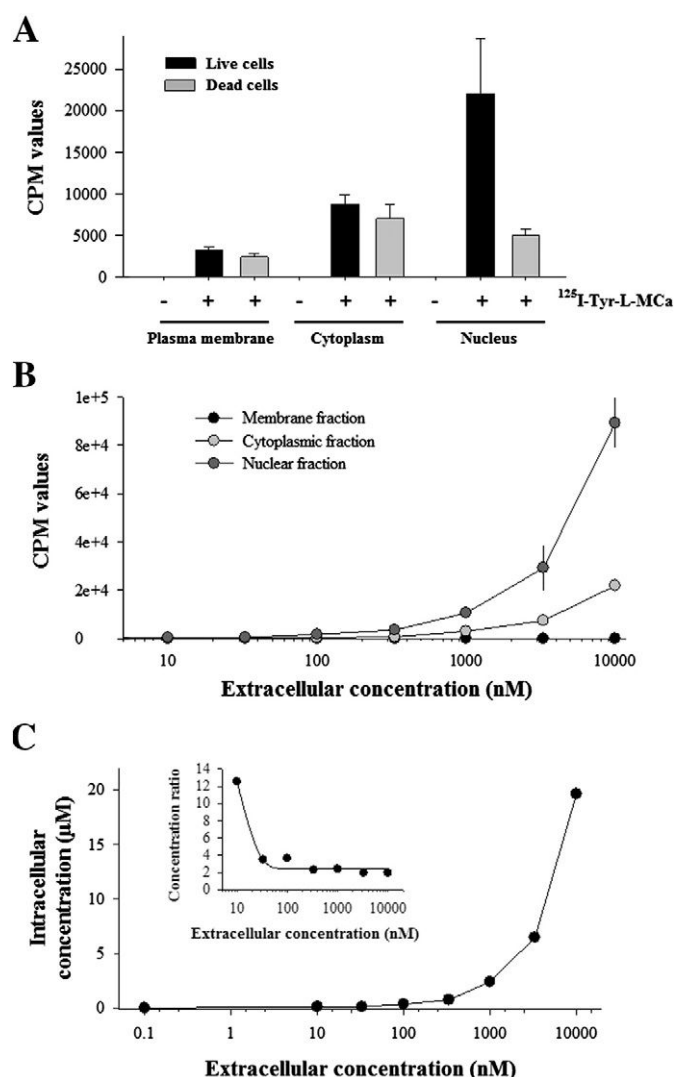 A
CPM values
25000
20000
15000
10000
5000
0
Live cells
Dead cells
- + + - + + - + + ¹²⁵I-Tyr-L-MCa
Plasma membrane Cytoplasm Nucleus
B
CPM values
1e+5
8e+4
6e+4
4e+4
2e+4
0
Membrane fraction
Cytoplasmic fraction
Nuclear fraction
10 100 1000 10000
Extracellular concentration (nM)
C
Intracellular
concentration (µM)
20
15
10
5
0
Concentration ratio
14
12
10
8
6
4
2
0
10 100 1000 10000
Extracellular concentration (nM)
0.1 1 10 100 1000 10000
Extracellular concentration (nM)